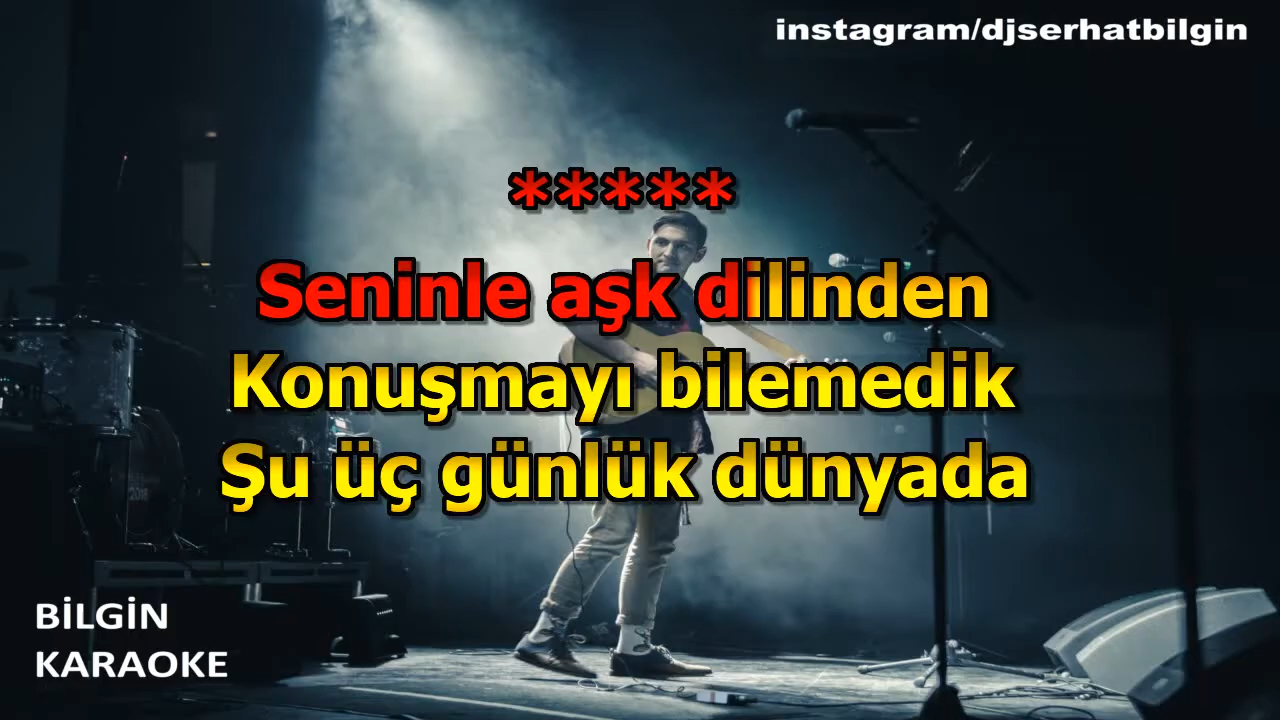 instagram/djserhatbilgin
*****
Seninle aşk dilinden
Konuşmayı bilemedik
Şu üç günlük dünyada
BİLGİN
KARAOKE